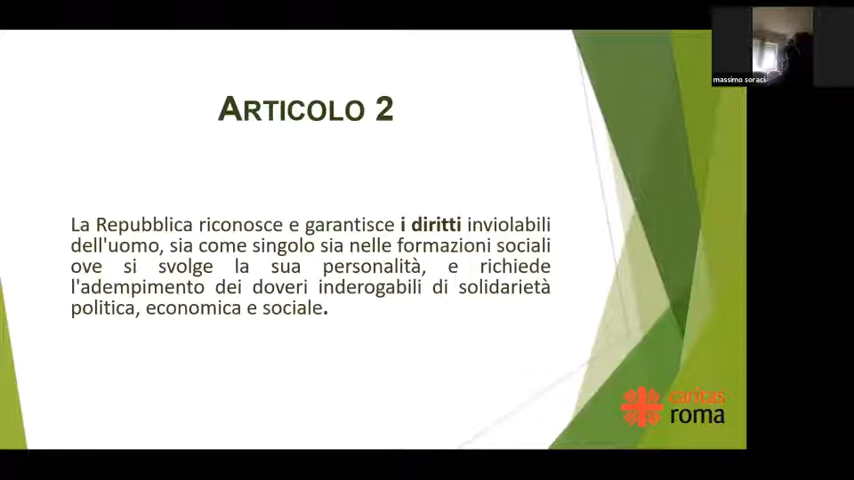 massimo soraci
ARTICOLO 2
La Repubblica riconosce e garantisce i diritti inviolabili
dell'uomo, sia come singolo sia nelle formazioni sociali
ove si svolge la sua personalità, e richiede
l'adempimento dei doveri inderogabili di solidarietà
politica, economica e sociale.
caritas
roma